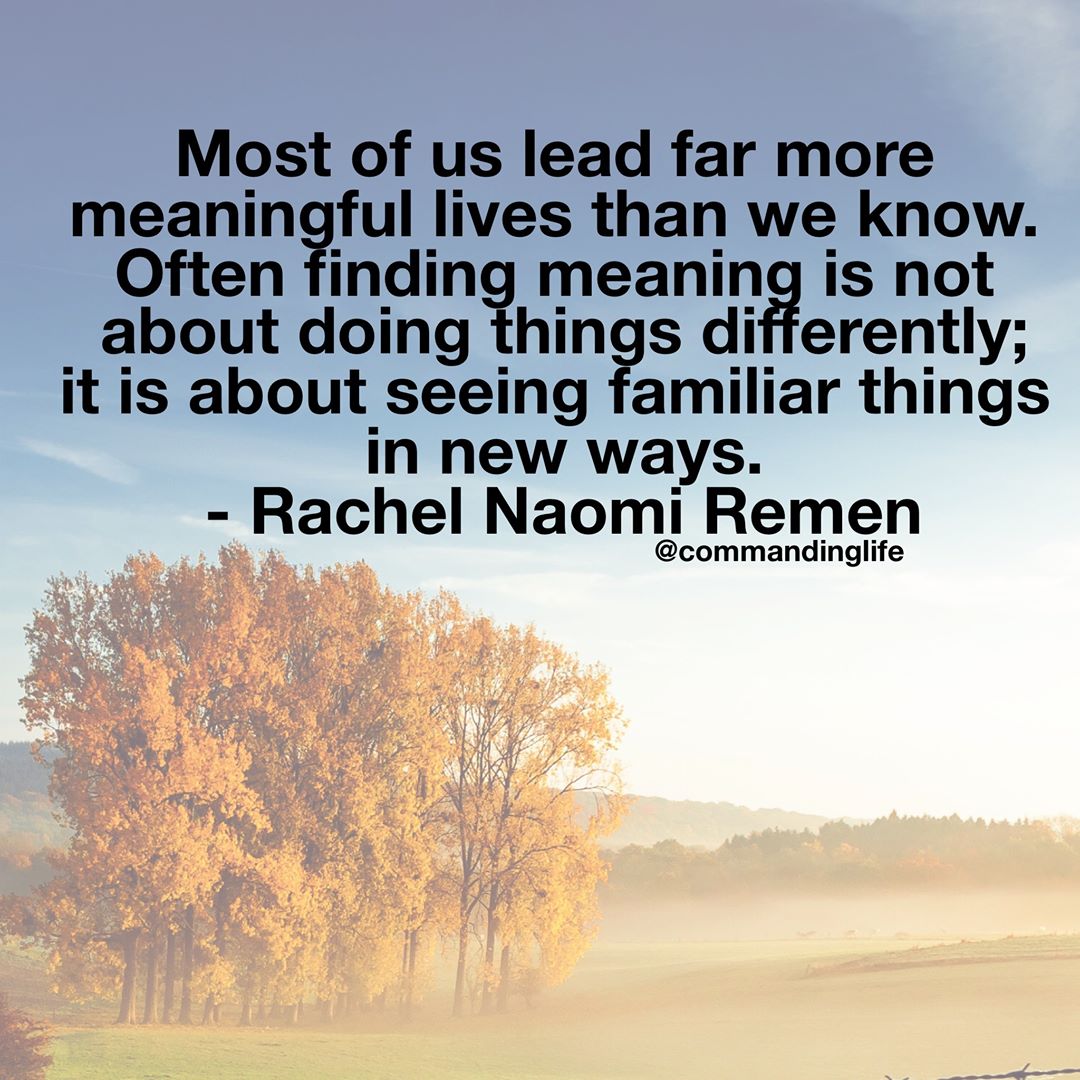 Most of us lead far more
meaningful lives than we know.
Often finding meaning is not
about doing things differently;
it is about seeing familiar things
in new ways.
- Rachel Naomi Remen
@commandinglife